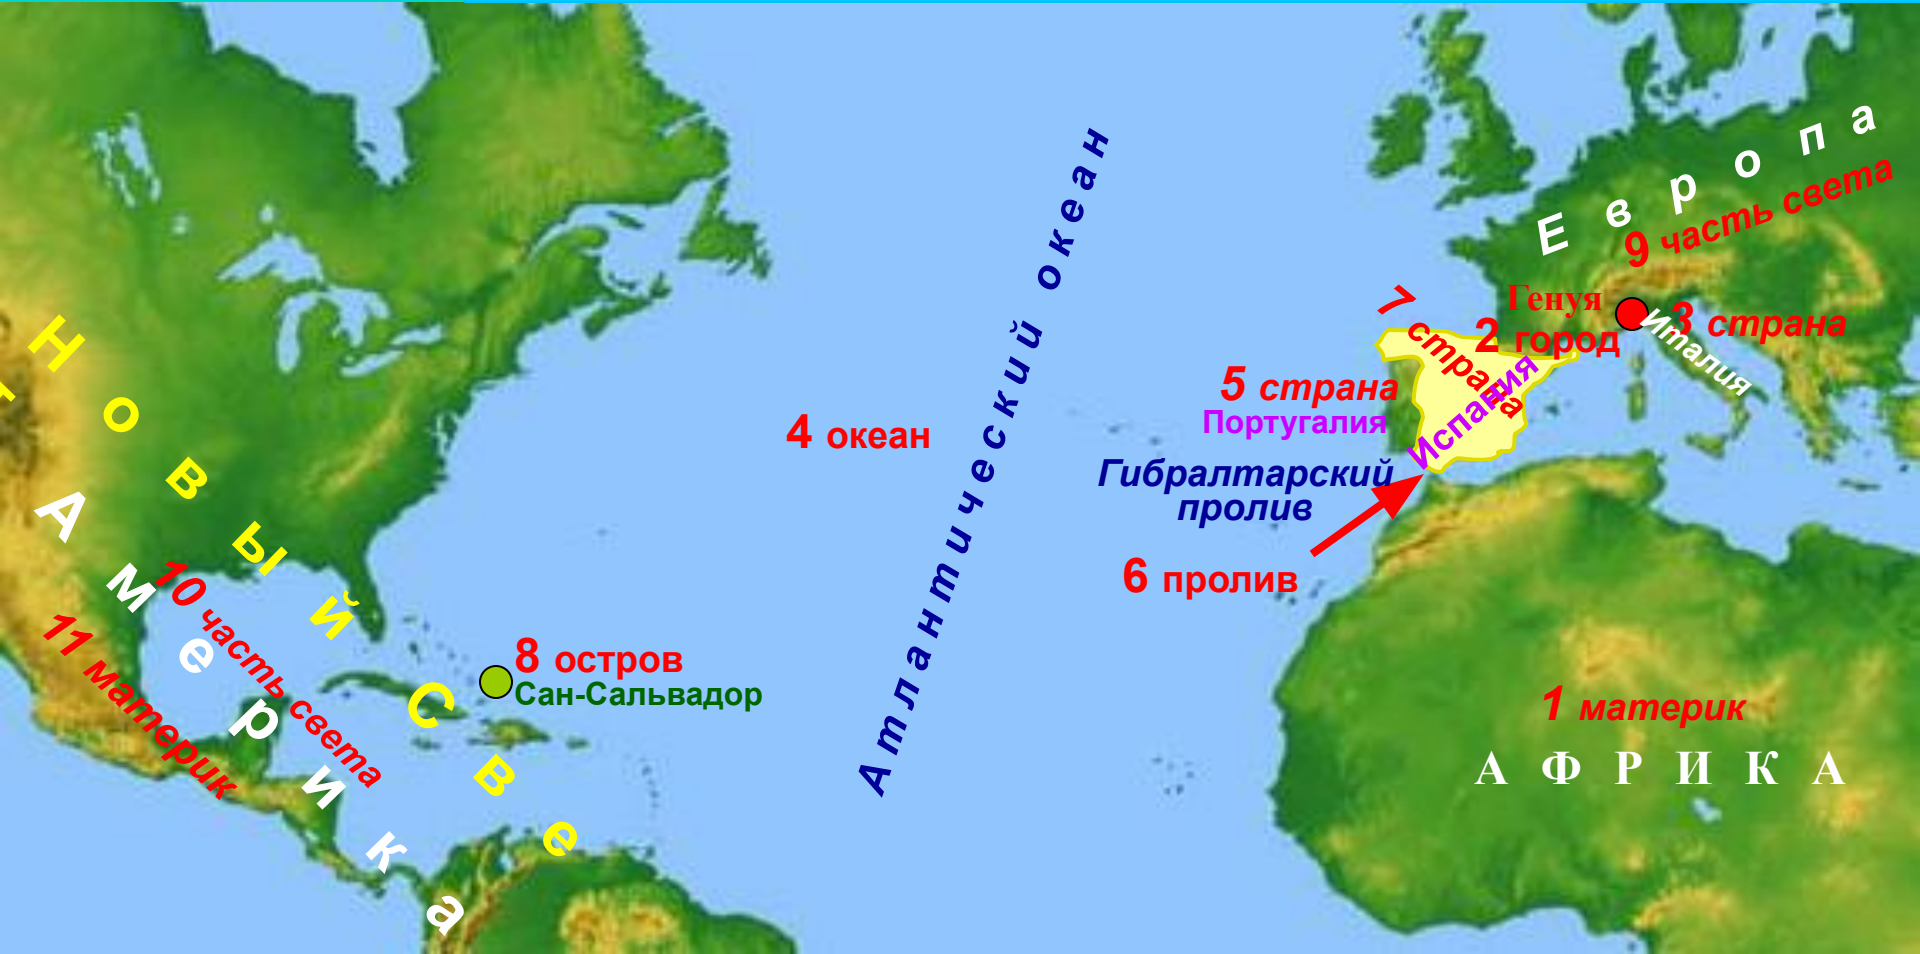 Европа
9 часть света
Генуя
2 город
3 страна
Италия
7 страна
Испания
5 страна
Португалия
4 океан
Атлантический океан
Гибралтарский
пролив
6 пролив
8 остров
Сан-Сальвадор
Новый Све
Америка
10 часть света
11 материк
1 материк
АФРИКА